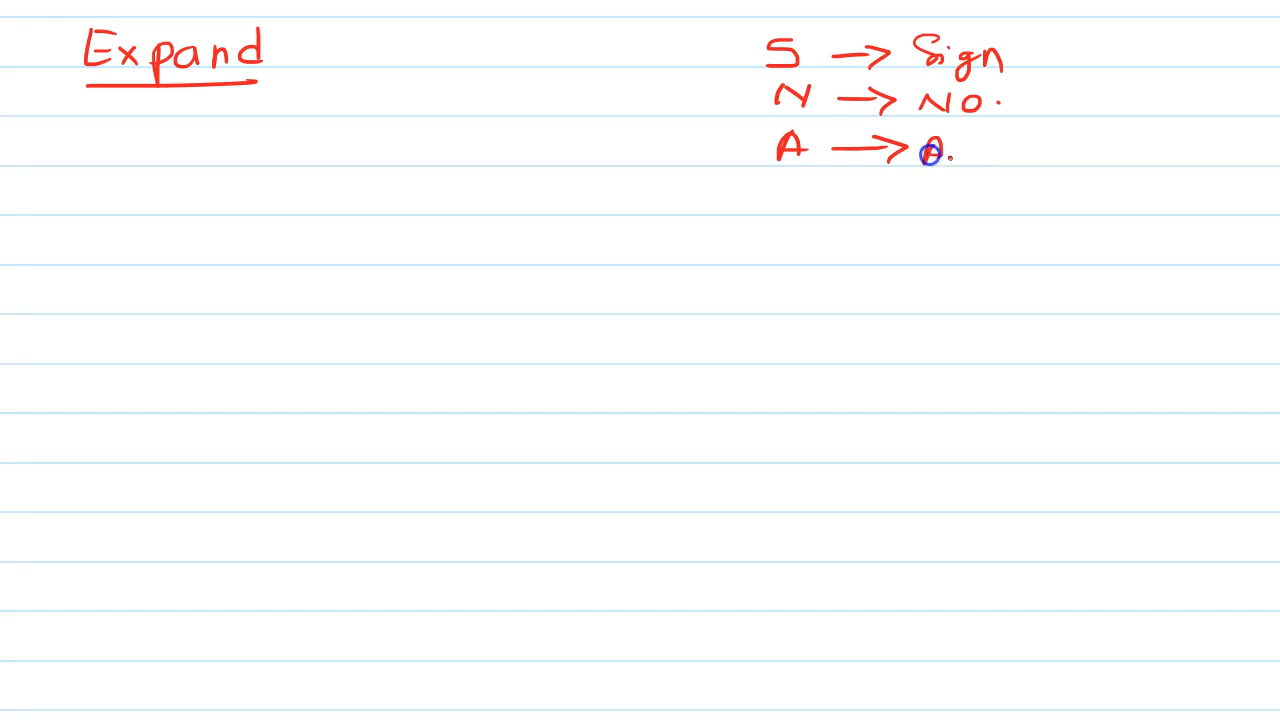 Expand
S → Sign
N → No.
A → A.